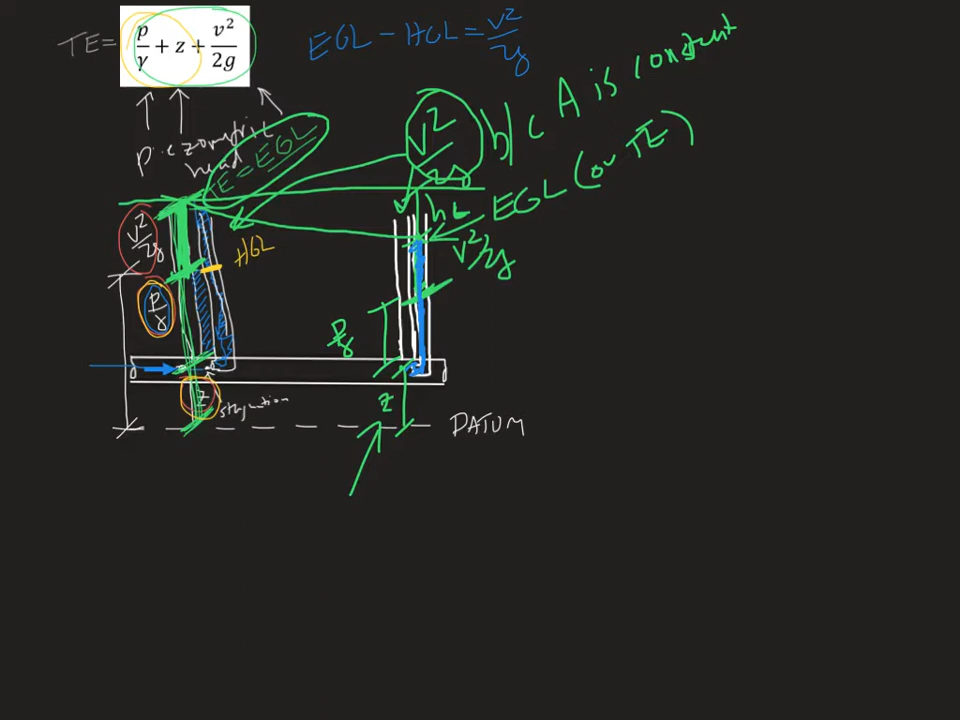 TE = p/γ + z + v²/2g
EGL - HGL = v²/2g
piezometric
head
TE = EGL
v²/2g
b/c A is constant
hL
EGL (or TE)
v²/2g
HGL
v²/2g
P/γ
P/γ
z
stagnation
z
DATUM